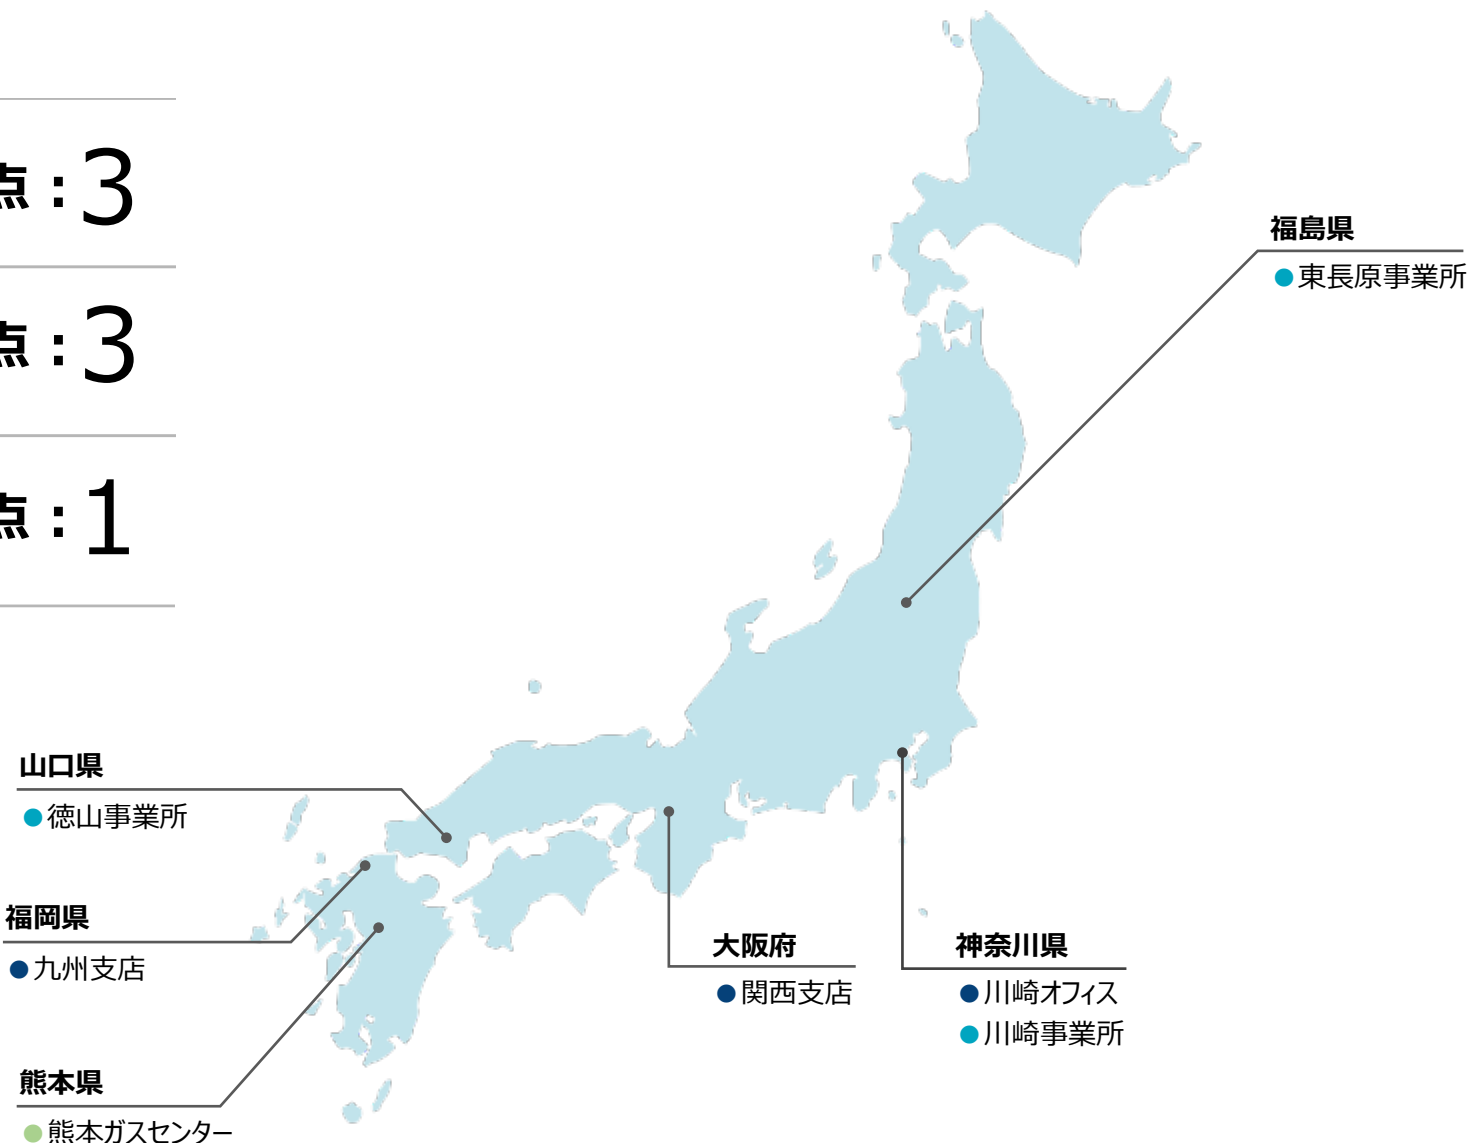 点：3
点：3
点：1
福島県
●東長原事業所
山口県
●徳山事業所
福岡県
●九州支店
大阪府
●関西支店
神奈川県
●川崎オフィス
●川崎事業所
熊本県
●熊本ガスセンター